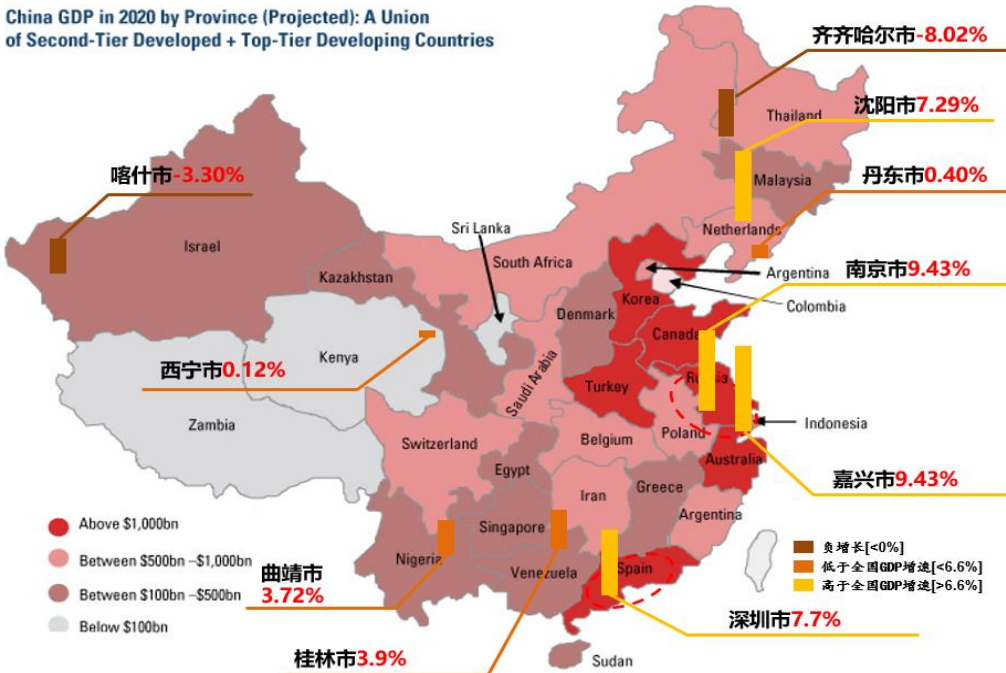 China GDP in 2020 by Province (Projected): A Union
of Second-Tier Developed + Top-Tier Developing Countries
齐齐哈尔市-8.02%
沈阳市7.29%
Thailand
喀什市-3.30%
Malaysia
丹东市0.40%
Sri Lanka
Netherlands
Israel
South Africa
Kazakhstan
Argentina
南京市9.43%
Korea
Denmark
Colombia
Canada
Kenya
西宁市0.12%
Saudi Arabia
Turkey
Russia
Zambia
Switzerland
Belgium
Poland
Indonesia
Australia
Egypt
嘉兴市9.43%
Iran
Greece
Above $1,000bn
Singapore
Argentina
Between $500bn –$1,000bn
Nigeria
负增长[<0%]
低于全国GDP增速[<6.6%]
高于全国GDP增速[>6.6%]
曲靖市
3.72%
Venezuela
Spain
Between $100bn –$500bn
Below $100bn
深圳市7.7%
桂林市3.9%
Sudan